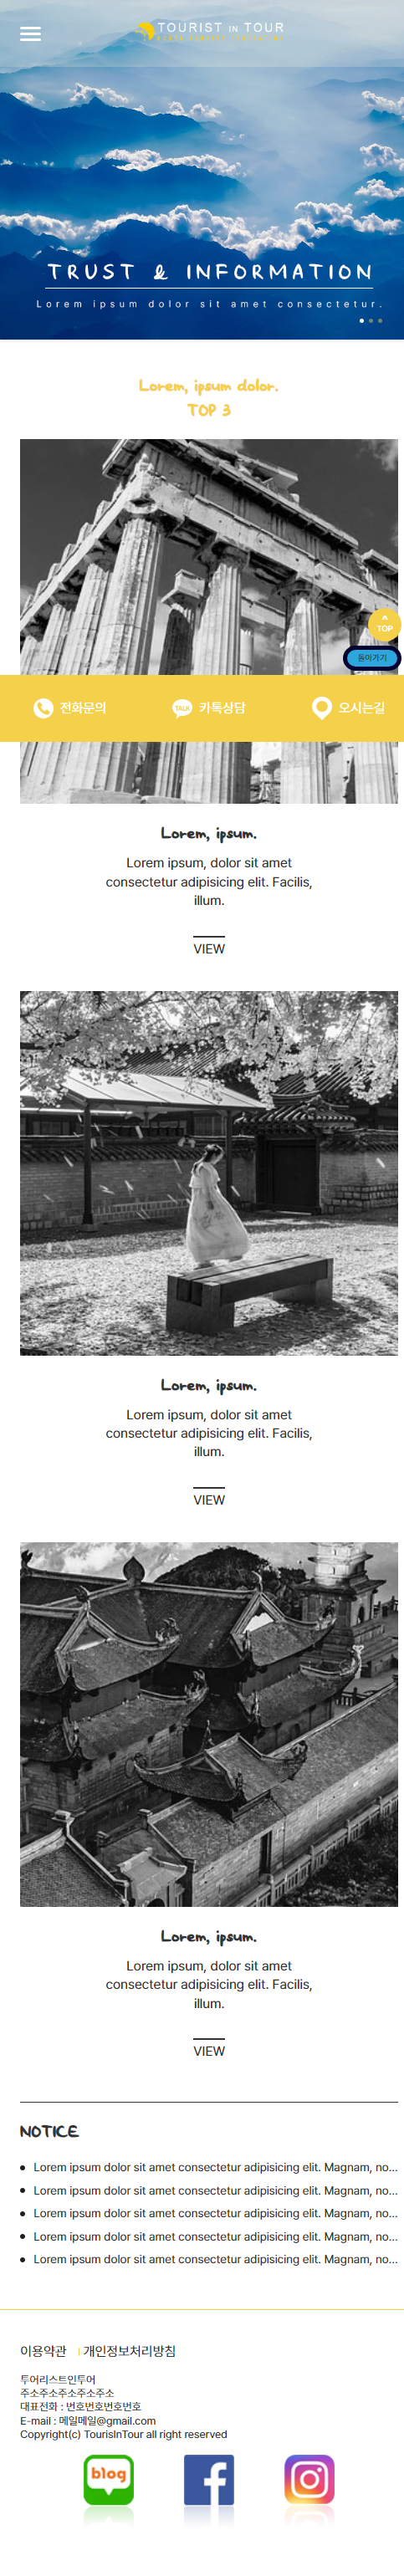 TOURIST IN TOUR
TRUST & INFORMATION
Lorem ipsum dolor sit amet consectetur.
Lorem, ipsum dolor.
TOP 3
TOP
돌아가기
전화문의
TALK 카톡상담
오시는길
Lorem, ipsum.
Lorem ipsum, dolor sit amet
consectetur adipisicing elit. Facilis,
illum.
VIEW
Lorem, ipsum.
Lorem ipsum, dolor sit amet
consectetur adipisicing elit. Facilis,
illum.
VIEW
Lorem, ipsum.
Lorem ipsum, dolor sit amet
consectetur adipisicing elit. Facilis,
illum.
VIEW
NOTICE
Lorem ipsum dolor sit amet consectetur adipisicing elit. Magnam, no...
Lorem ipsum dolor sit amet consectetur adipisicing elit. Magnam, no...
Lorem ipsum dolor sit amet consectetur adipisicing elit. Magnam, no...
Lorem ipsum dolor sit amet consectetur adipisicing elit. Magnam, no...
Lorem ipsum dolor sit amet consectetur adipisicing elit. Magnam, no...
이용약관 | 개인정보처리방침
투어리스트인투어
주소주소주소주소주소
대표전화 : 번호번호번호번호
E-mail : 메일메일@gmail.com
Copyright(c) TourisInTour all right reserved
blog